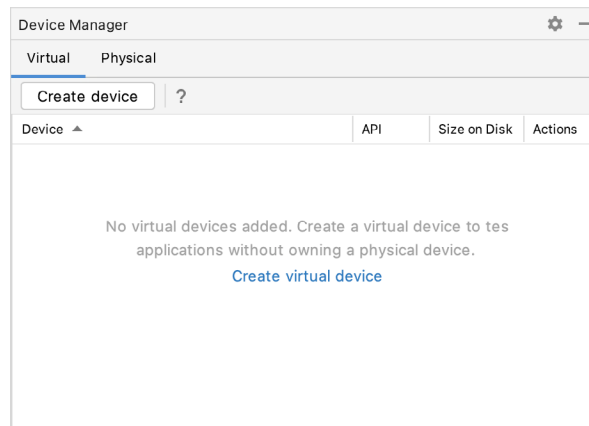 Device Manager
Virtual Physical
Create device ?
Device API Size on Disk Actions
No virtual devices added. Create a virtual device to tes
applications without owning a physical device.
Create virtual device